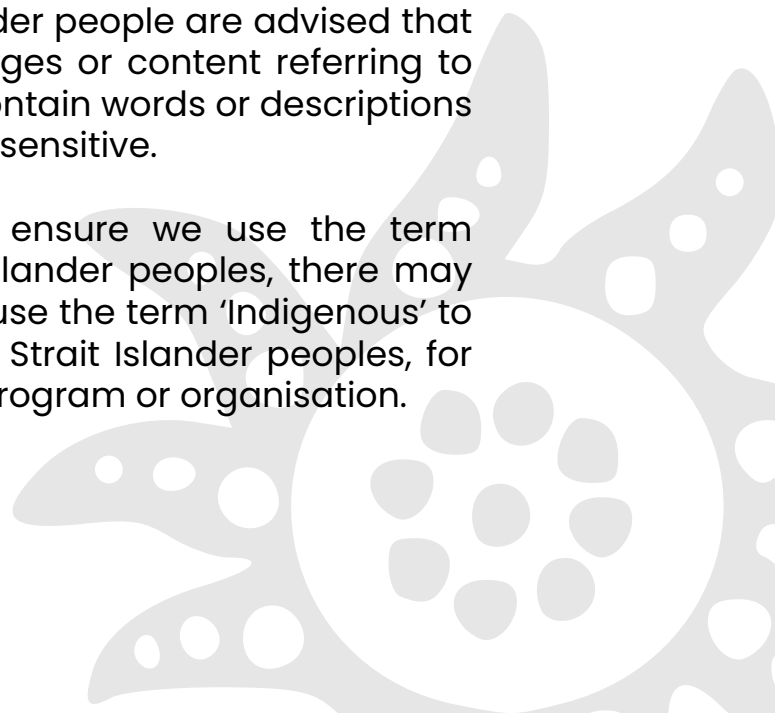 der people are advised that
ges or content referring to
ontain words or descriptions
sensitive.
ensure we use the term
slander peoples, there may
use the term ‘Indigenous’ to
Strait Islander peoples, for
rogram or organisation.